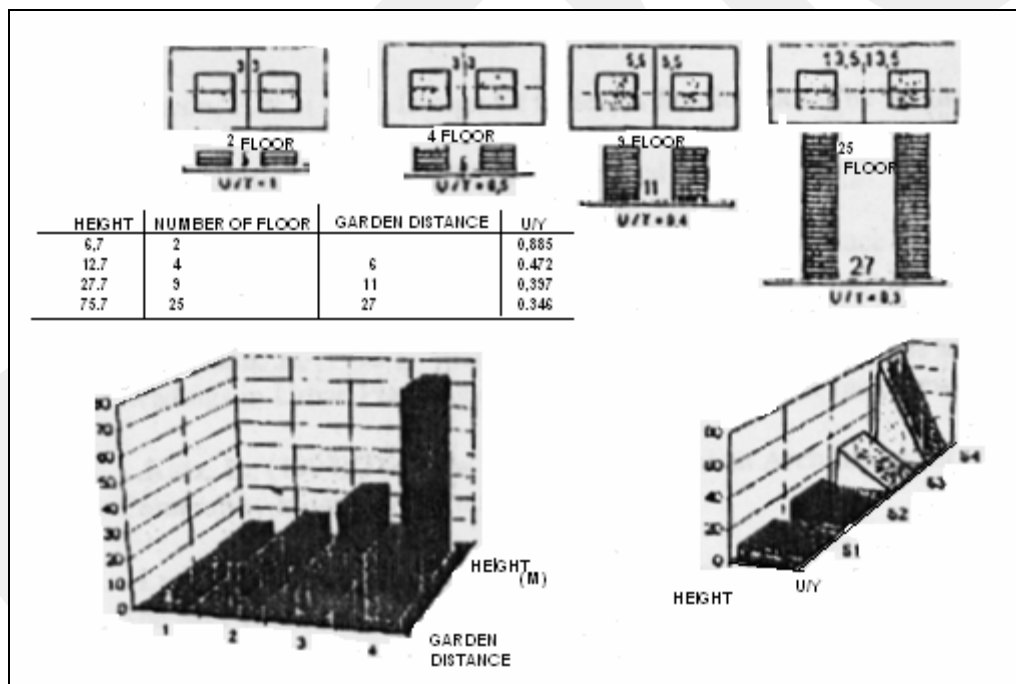 3 3
3 3
5,5 5,5
13,5 13,5
2 FLOOR
4 FLOOR
9 FLOOR
25 FLOOR
6
11
27
U/Y = 1
U/Y = 0,5
U/Y = 0,4
U/Y = 0,3
HEIGHT NUMBER OF FLOOR GARDEN DISTANCE U/Y
6,7 2 0,885
12.7 4 6 0.472
27.7 9 11 0,397
75.7 25 27 0.346
80
70
60
50
40
30
20
10
0
1 2 3 4
HEIGHT
(M)
GARDEN
DISTANCE
80
60
40
20
0
S1
S2
S3
S4
HEIGHT
U/Y